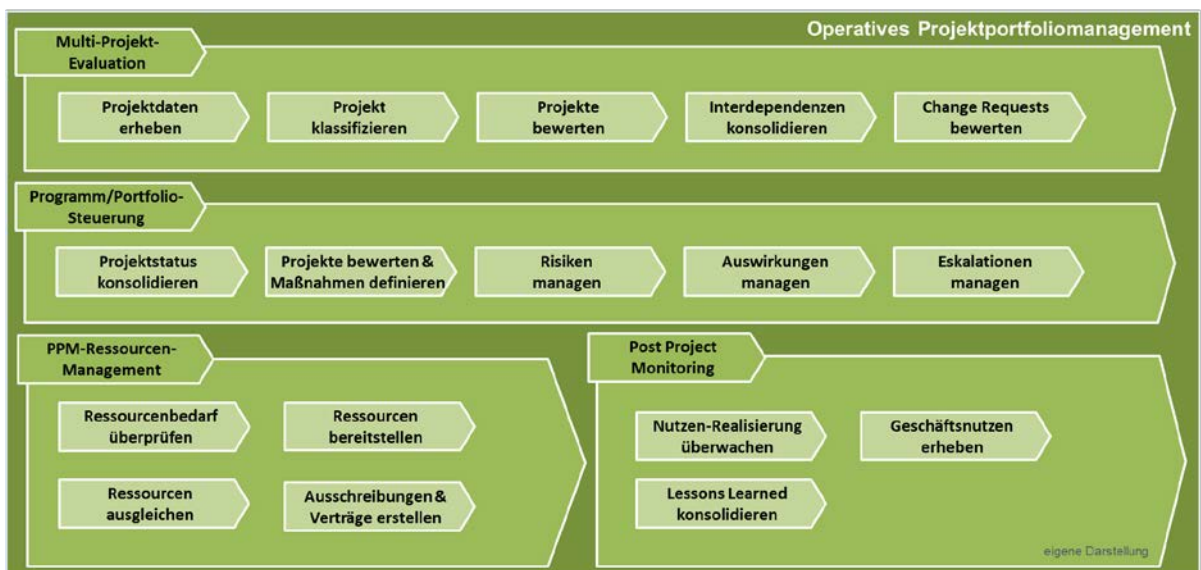 Operatives Projektportfoliomanagement
Multi-Projekt-
Evaluation
Projektdaten
erheben
Projekt
klassifizieren
Projekte
bewerten
Interdependenzen
konsolidieren
Change Requests
bewerten
Programm/Portfolio-
Steuerung
Projektstatus
konsolidieren
Projekte bewerten &
Maßnahmen definieren
Risiken
managen
Auswirkungen
managen
Eskalationen
managen
PPM-Ressourcen-
Management
Ressourcenbedarf
überprüfen
Ressourcen
bereitstellen
Ressourcen
ausgleichen
Ausschreibungen &
Verträge erstellen
Post Project
Monitoring
Nutzen-Realisierung
überwachen
Geschäftsnutzen
erheben
Lessons Learned
konsolidieren
eigene Darstellung